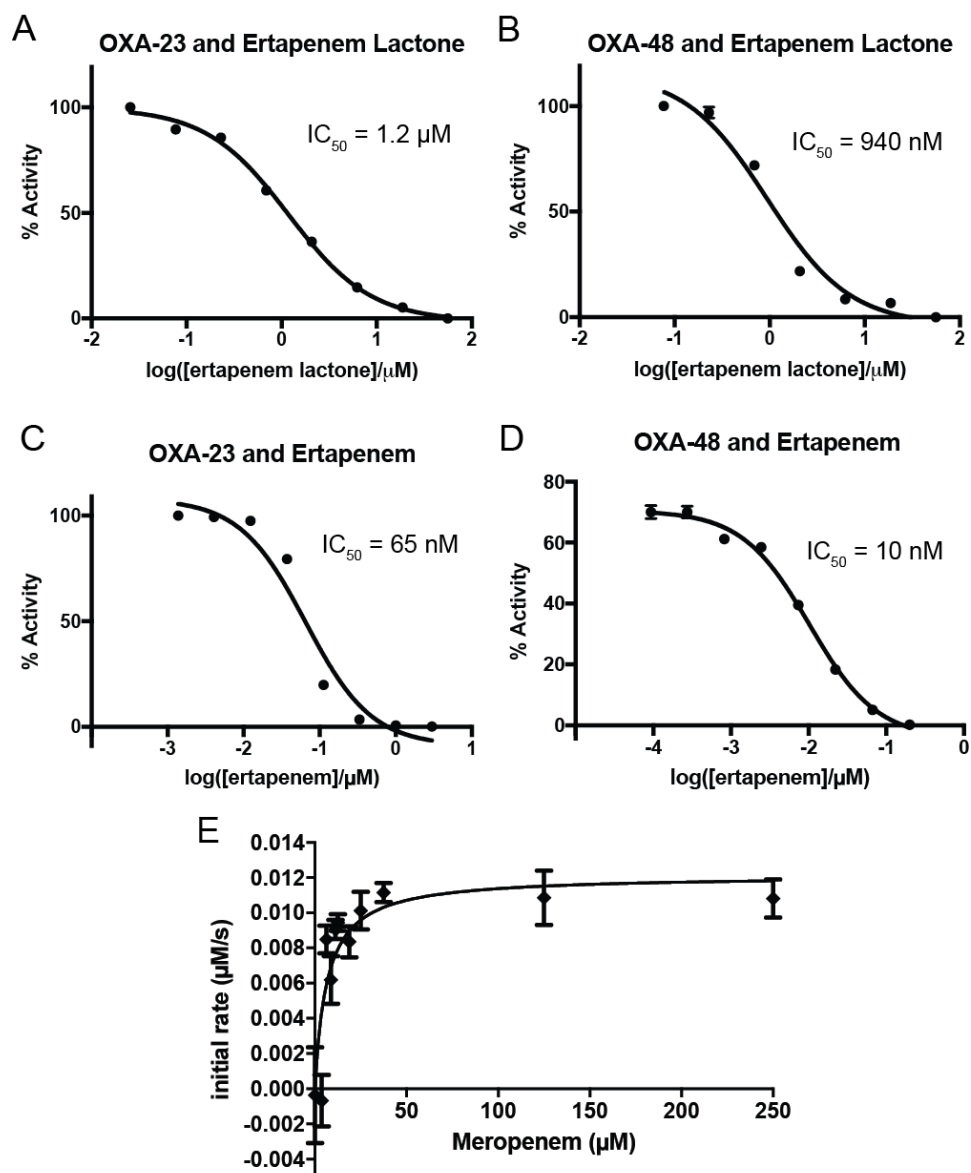 A
OXA-23 and Ertapenem Lactone
% Activity
100
50
0
IC50 = 1.2 µM
-2 -1 0 1 2
log([ertapenem lactone]/µM)
B
OXA-48 and Ertapenem Lactone
% Activity
100
50
0
IC50 = 940 nM
-2 -1 0 1 2
log([ertapenem lactone]/µM)
C
OXA-23 and Ertapenem
% Activity
100
50
0
IC50 = 65 nM
-3 -2 -1 0 1
log([ertapenem]/µM)
D
OXA-48 and Ertapenem
% Activity
80
60
40
20
0
IC50 = 10 nM
-4 -3 -2 -1 0
log([ertapenem]/µM)
E
initial rate (µM/s)
0.014
0.012
0.010
0.008
0.006
0.004
0.002
0.000
-0.002
-0.004
50 100 150 200 250
Meropenem (µM)